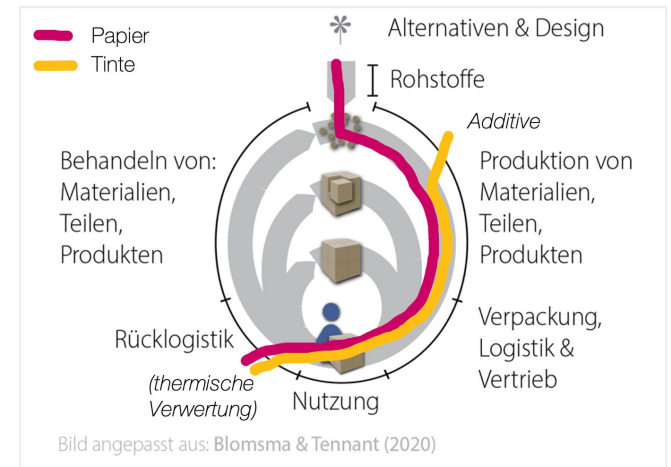 Papier
Tinte
Alternativen & Design
Rohstoffe
Additive
Behandeln von:
Materialien,
Teilen,
Produkten
Produktion von
Materialien,
Teilen,
Produkten
Rücklogistik
(thermische
Verwertung)
Nutzung
Verpackung,
Logistik &
Vertrieb
Bild angepasst aus: Blomsma & Tennant (2020)